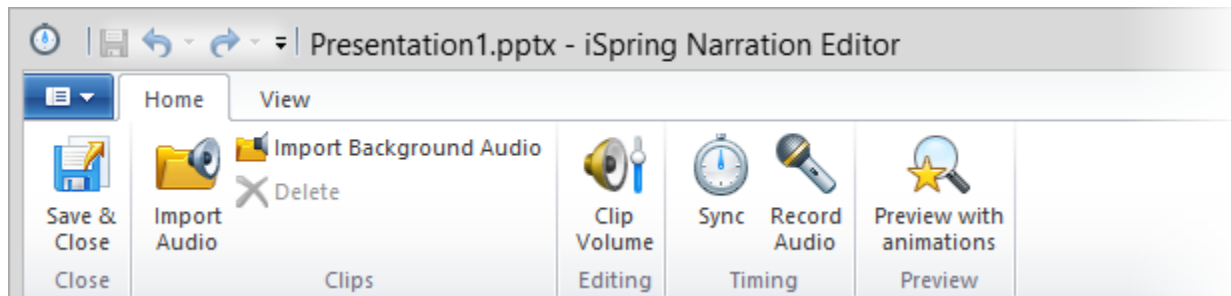 Presentation1.pptx - iSpring Narration Editor
Home View
Import Background Audio
Delete
Save & Close
Import Audio
Clip Volume
Sync
Record Audio
Preview with animations
Close Clips Editing Timing Preview